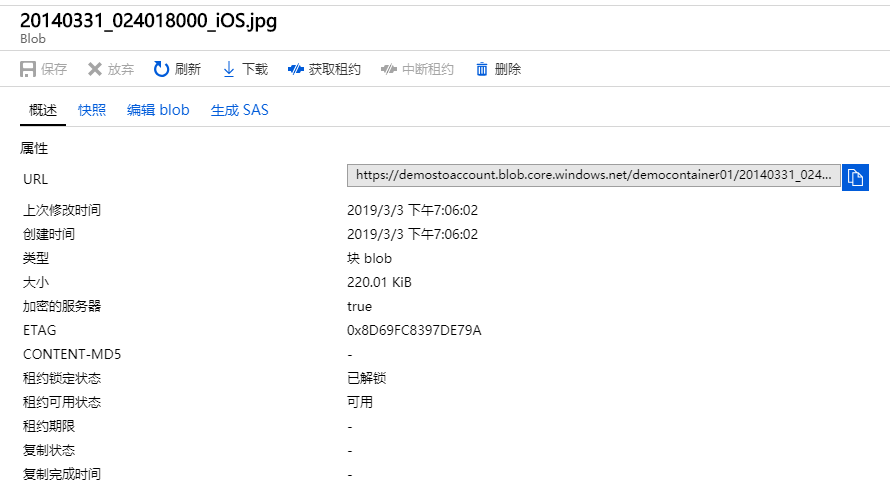 20140331_024018000_iOS.jpg
Blob
保存 放弃 刷新 下载 获取租约 中断租约 删除
概述 快照 编辑 blob 生成 SAS
属性
URL https://demostoaccount.blob.core.windows.net/democontainer01/20140331_024...
上次修改时间 2019/3/3 下午7:06:02
创建时间 2019/3/3 下午7:06:02
类型 块 blob
大小 220.01 KiB
加密的服务器 true
ETAG 0x8D69FC8397DE79A
CONTENT-MD5 -
租约锁定状态 已解锁
租约可用状态 可用
租约期限 -
复制状态 -
复制完成时间 -